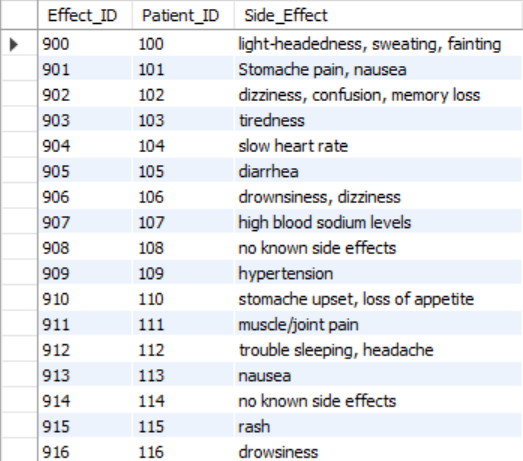 Effect_ID Patient_ID Side_Effect
900 100 light-headedness, sweating, fainting
901 101 Stomache pain, nausea
902 102 dizziness, confusion, memory loss
903 103 tiredness
904 104 slow heart rate
905 105 diarrhea
906 106 drownsiness, dizziness
907 107 high blood sodium levels
908 108 no known side effects
909 109 hypertension
910 110 stomache upset, loss of appetite
911 111 muscle/joint pain
912 112 trouble sleeping, headache
913 113 nausea
914 114 no known side effects
915 115 rash
916 116 drowsiness